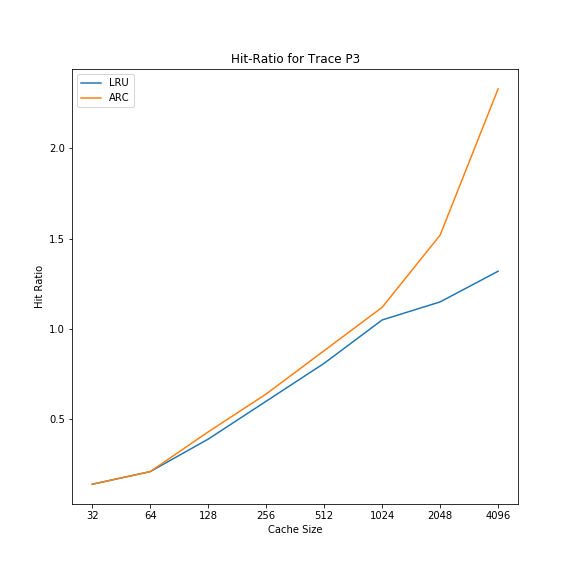 Hit-Ratio for Trace P3
LRU
ARC
Hit Ratio
2.0
1.5
1.0
0.5
32 64 128 256 512 1024 2048 4096
Cache Size